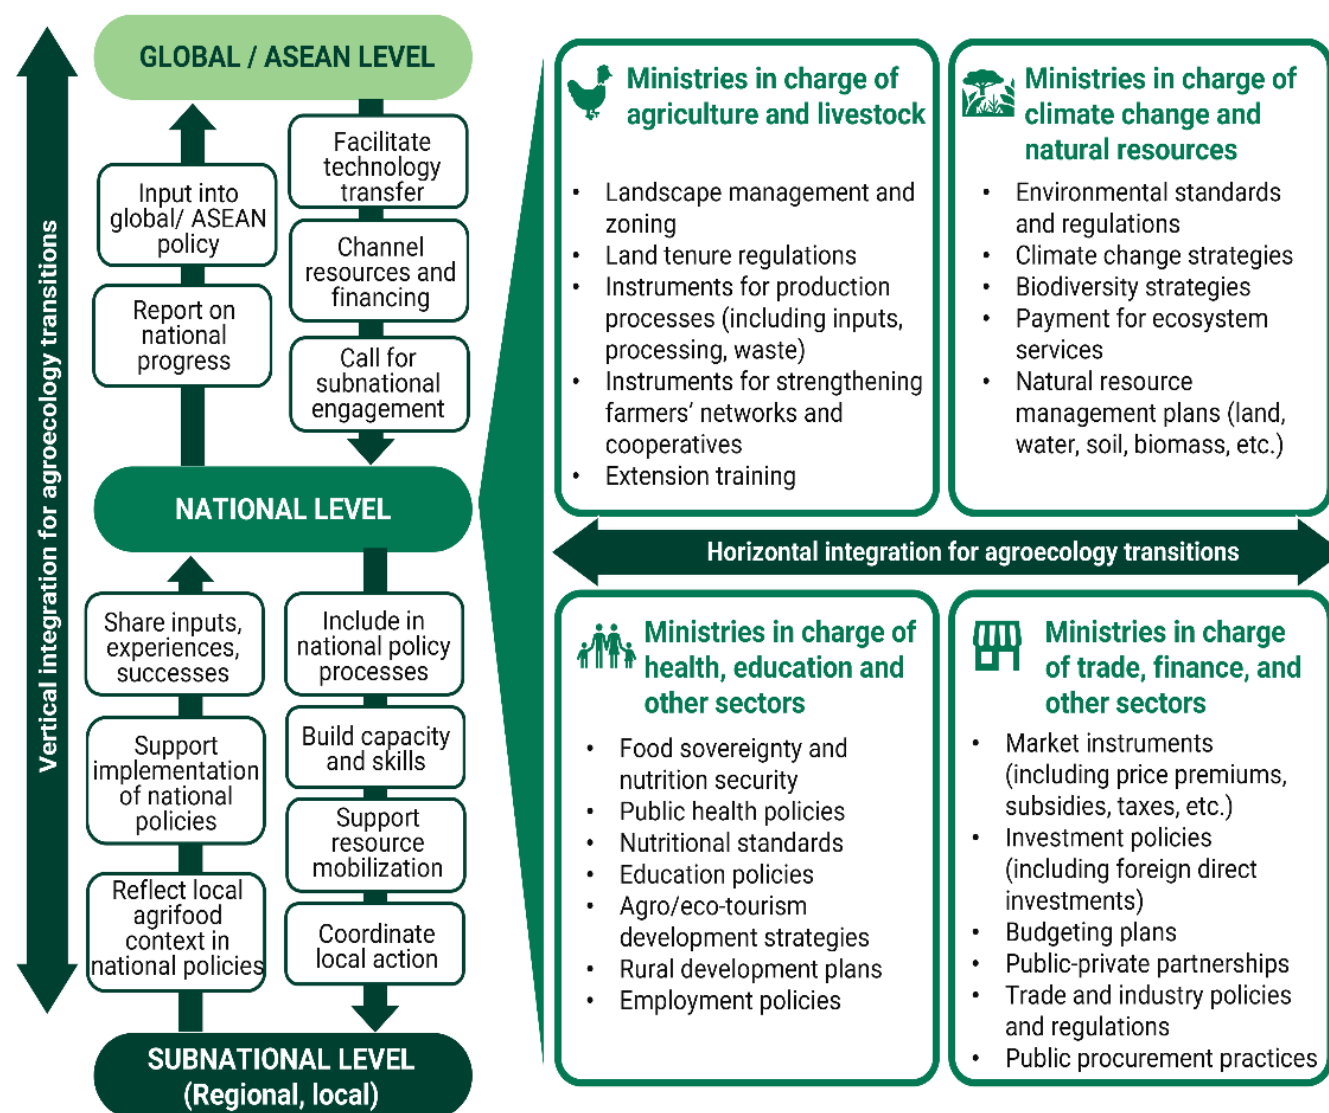 Vertical integration for agroecology transitions
GLOBAL / ASEAN LEVEL
Input into
global/ ASEAN
policy
Report on
national
progress
Facilitate
technology
transfer
Channel
resources and
financing
Call for
subnational
engagement
NATIONAL LEVEL
Share inputs,
experiences,
successes
Support
implementation
of national
policies
Reflect local
agrifood
context in
national policies
Include in
national policy
processes
Build capacity
and skills
Support
resource
mobilization
Coordinate
local action
SUBNATIONAL LEVEL
(Regional, local)
Ministries in charge of
agriculture and livestock
• Landscape management and
zoning
• Land tenure regulations
• Instruments for production
processes (including inputs,
processing, waste)
• Instruments for strengthening
farmers’ networks and
cooperatives
• Extension training
Ministries in charge of
climate change and
natural resources
• Environmental standards
and regulations
• Climate change strategies
• Biodiversity strategies
• Payment for ecosystem
services
• Natural resource
management plans (land,
water, soil, biomass, etc.)
Horizontal integration for agroecology transitions
Ministries in charge of
health, education and
other sectors
• Food sovereignty and
nutrition security
• Public health policies
• Nutritional standards
• Education policies
• Agro/eco-tourism
development strategies
• Rural development plans
• Employment policies
Ministries in charge
of trade, finance, and
other sectors
• Market instruments
(including price premiums,
subsidies, taxes, etc.)
• Investment policies
(including foreign direct
investments)
• Budgeting plans
• Public-private partnerships
• Trade and industry policies
and regulations
• Public procurement practices